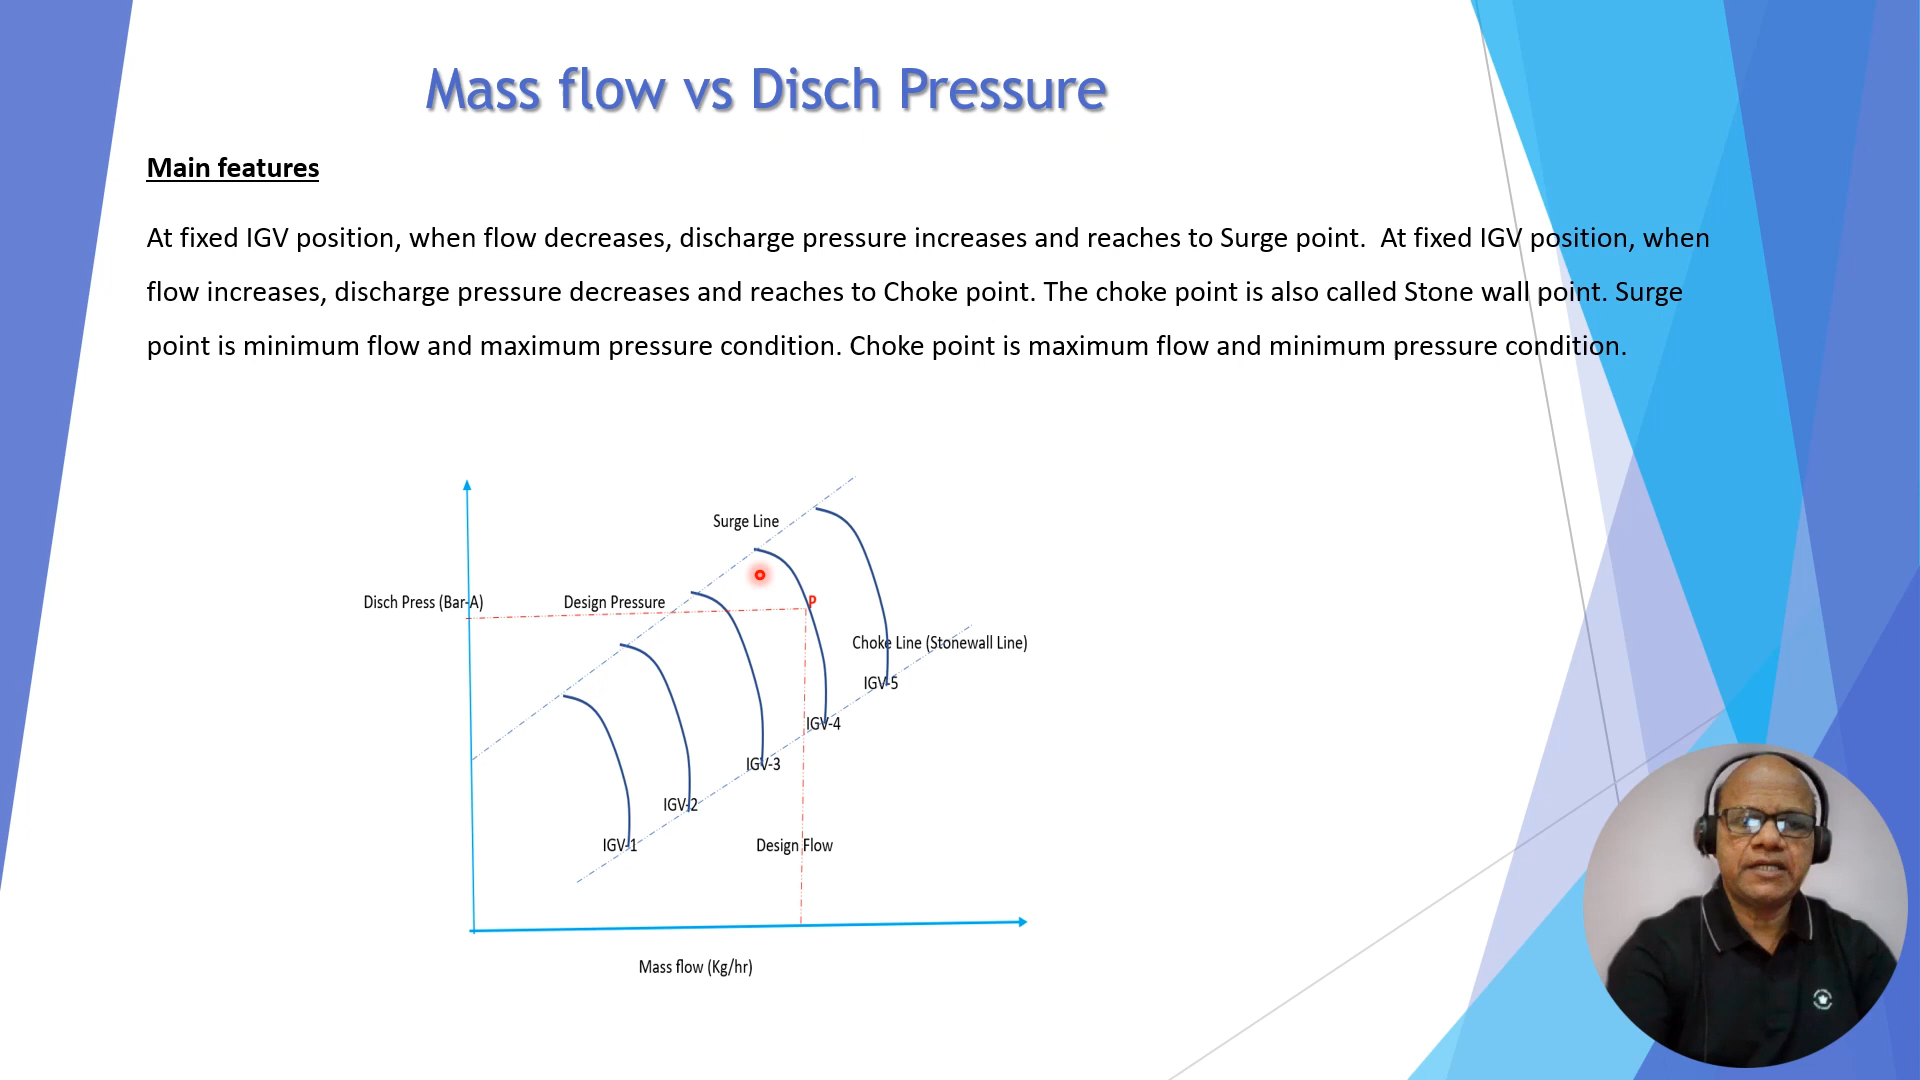 Mass flow vs Disch Pressure
Main features
At fixed IGV position, when flow decreases, discharge pressure increases and reaches to Surge point.  At fixed IGV position, when
flow increases, discharge pressure decreases and reaches to Choke point. The choke point is also called Stone wall point. Surge
point is minimum flow and maximum pressure condition. Choke point is maximum flow and minimum pressure condition.
Surge Line
Disch Press (Bar-A)
Design Pressure
P
Choke Line (Stonewall Line)
IGV-5
IGV-4
IGV-3
IGV-2
IGV-1
Design Flow
Mass flow (Kg/hr)